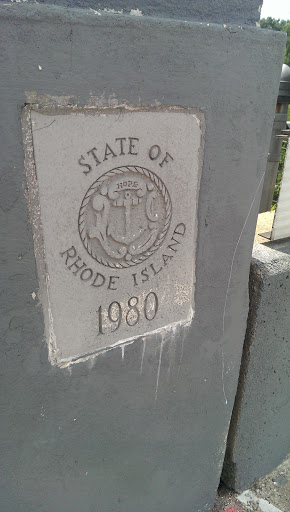 STATE OF
HOPE
RHODE ISLAND
1980